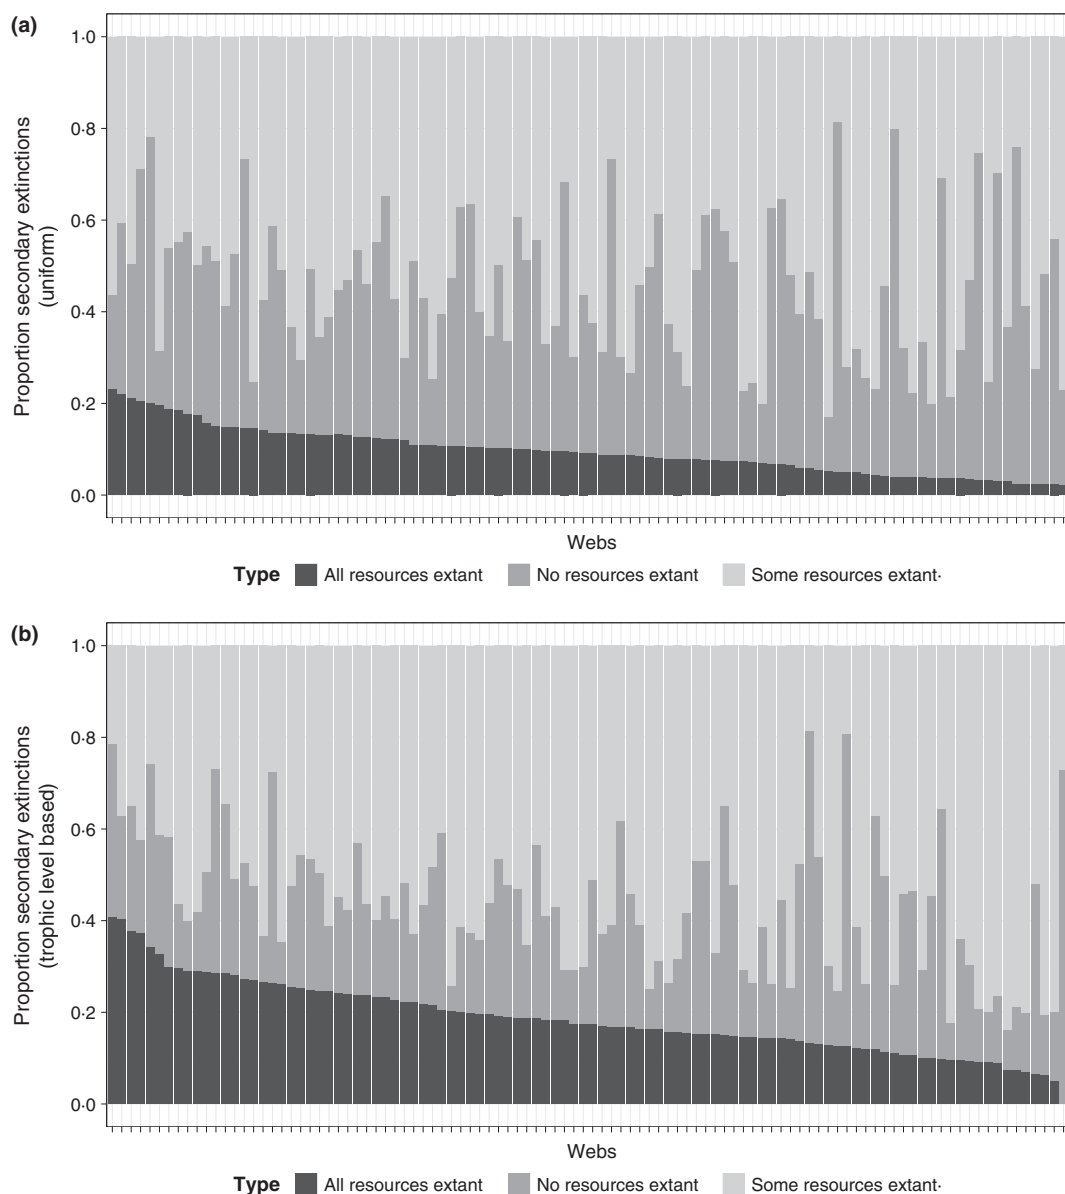 (a)
Proportion secondary extinctions
(uniform)
1·0
0·8
0·6
0·4
0·2
0·0
Webs
Type All resources extant No resources extant Some resources extant·
(b)
Proportion secondary extinctions
(trophic level based)
1·0
0·8
0·6
0·4
0·2
0·0
Webs
Type All resources extant No resources extant Some resources extant·